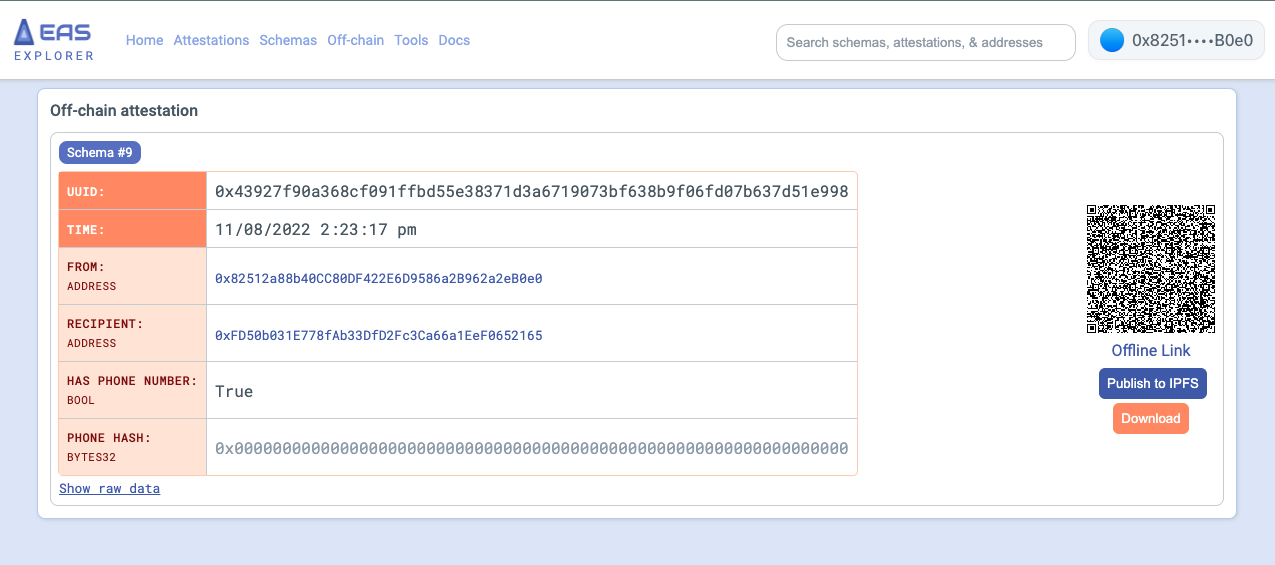 EAS
EXPLORER
Home Attestations Schemas Off-chain Tools Docs
Search schemas, attestations, & addresses
0x8251••••B0e0
Off-chain attestation
Schema #9
UUID: 0x43927f90a368cf091ffbd55e38371d3a6719073bf638b9f06fd07b637d51e998
TIME: 11/08/2022 2:23:17 pm
FROM:
ADDRESS
0x82512a88b40CC80DF422E6D9586a2B962a2eB0e0
RECIPIENT:
ADDRESS
0xFD50b031E778fAb33DfD2Fc3Ca66a1EeF0652165
HAS PHONE NUMBER:
BOOL
True
PHONE HASH:
BYTES32
0x0000000000000000000000000000000000000000000000000000000000000000
Show raw data
Offline Link
Publish to IPFS
Download